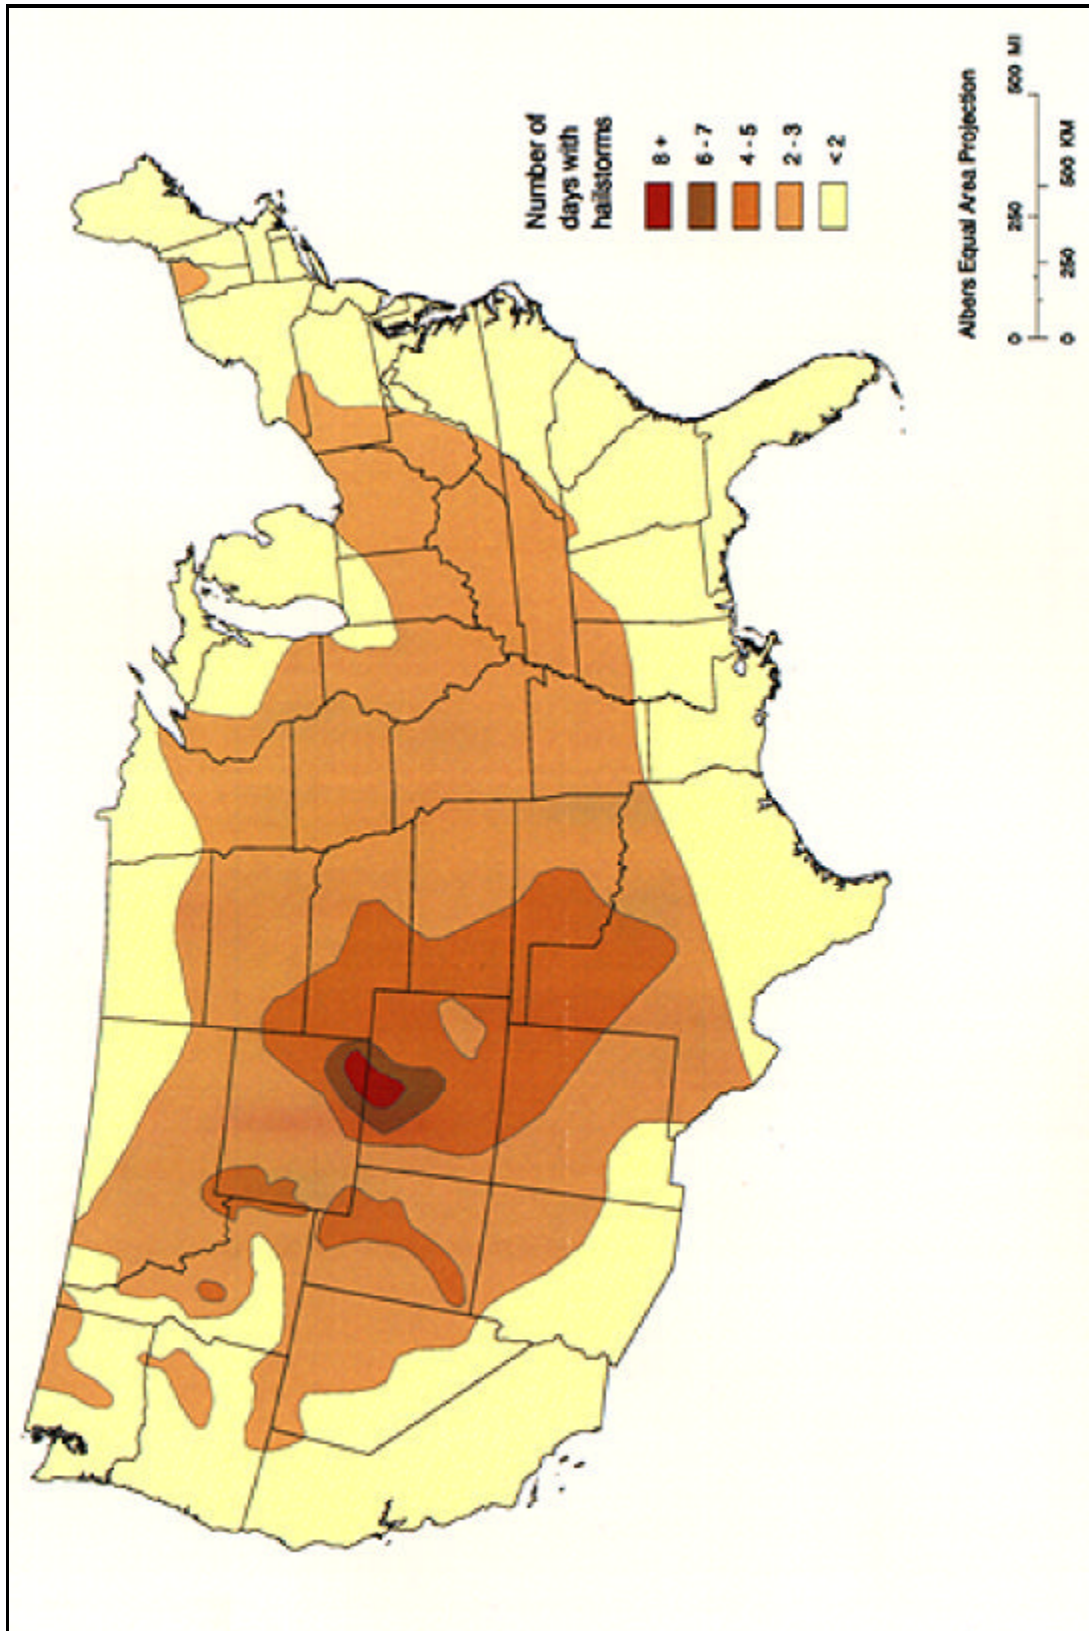 Number of
days with
hailstorms
8 +
6 - 7
4 - 5
2 - 3
< 2
Albers Equal Area Projection
0 250 500 MI
0 250 500 KM